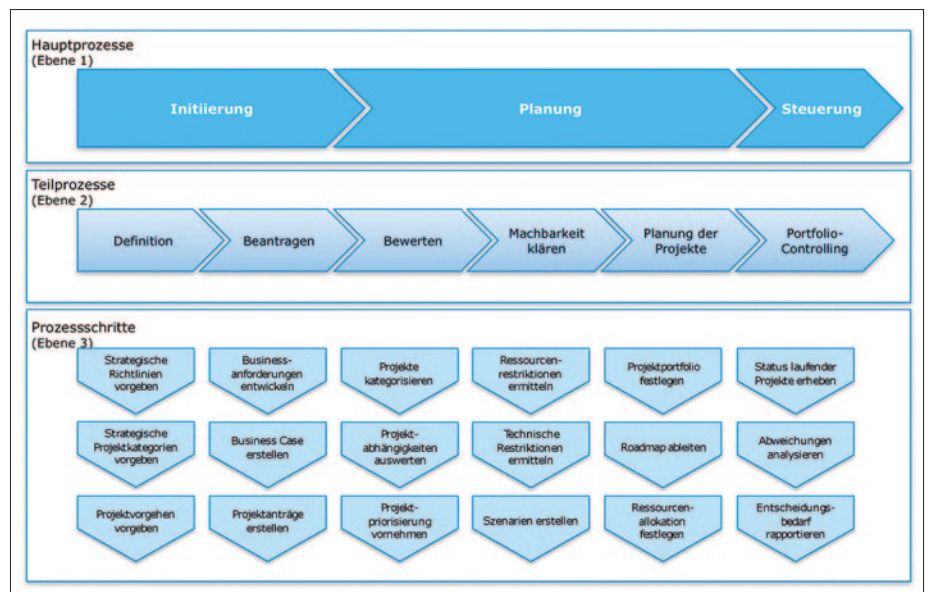 Hauptprozesse
(Ebene 1)
Initiierung
Planung
Steuerung
Teilprozesse
(Ebene 2)
Definition
Beantragen
Bewerten
Machbarkeit
klären
Planung der
Projekte
Portfolio-
Controlling
Prozessschritte
(Ebene 3)
Strategische
Richtlinien
vorgeben
Business-
anforderungen
entwickeln
Projekte
kategorisieren
Ressourcen-
restriktionen
ermitteln
Projektportfolio
festlegen
Status laufender
Projekte erheben
Strategische
Projektkategorien
vorgeben
Business Case
erstellen
Projekt-
abhängigkeiten
auswerten
Technische
Restriktionen
ermitteln
Roadmap ableiten
Abweichungen
analysieren
Projektvorgehen
vorgeben
Projektanträge
erstellen
Projekt-
priorisierung
vornehmen
Szenarien erstellen
Ressourcen-
allokation
festlegen
Entscheidungs-
bedarf
rapportieren